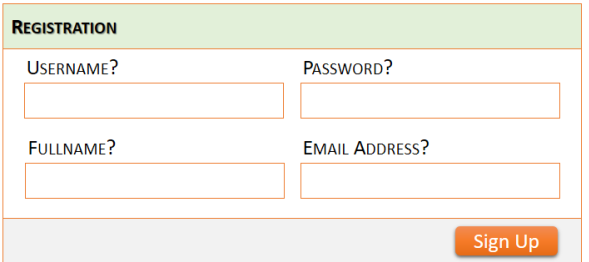 Registration
Username? Password?
Fullname? Email Address?
Sign Up